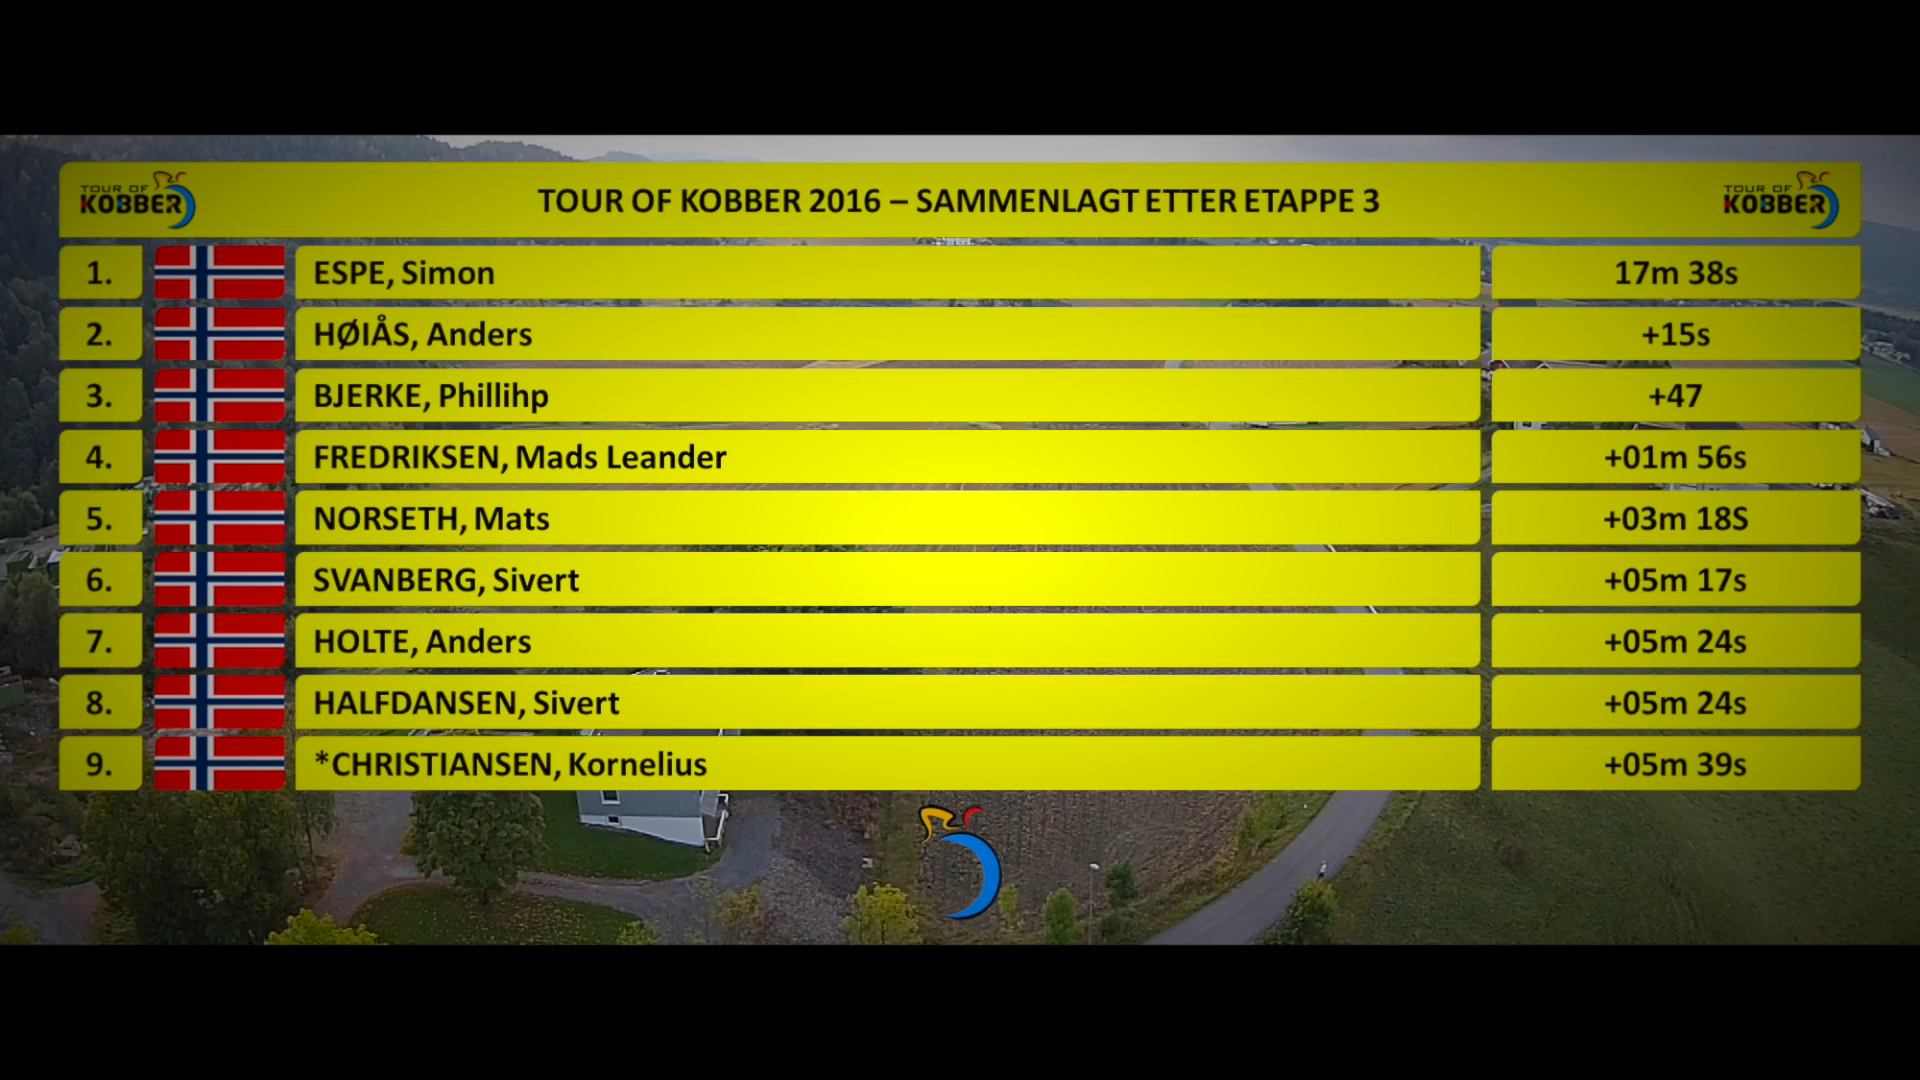 TOUR OF KOBBER
TOUR OF KOBBER 2016 – SAMMENLAGT ETTER ETAPPE 3
TOUR OF KOBBER
1. ESPE, Simon 17m 38s
2. HØIÅS, Anders +15s
3. BJERKE, Phillihp +47
4. FREDRIKSEN, Mads Leander +01m 56s
5. NORSETH, Mats +03m 18S
6. SVANBERG, Sivert +05m 17s
7. HOLTE, Anders +05m 24s
8. HALFDANSEN, Sivert +05m 24s
9. *CHRISTIANSEN, Kornelius +05m 39s